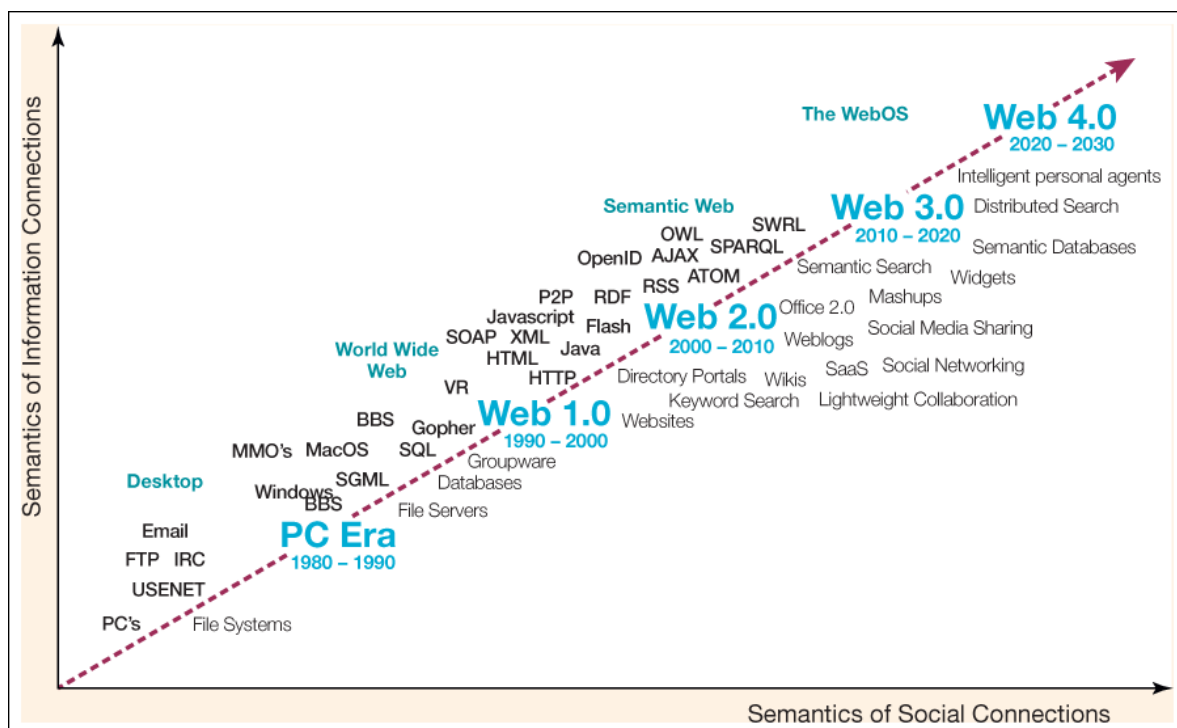 Semantics of Information Connections
The WebOS
Web 4.0
2020 – 2030
Intelligent personal agents
Semantic Web
Web 3.0
2010 – 2020
Distributed Search
SWRL
OWL
SPARQL
Semantic Databases
OpenID
AJAX
ATOM
Semantic Search
Widgets
RSS
P2P
RDF
Mashups
Office 2.0
Javascript
Flash
Web 2.0
2000 – 2010
Weblogs
Social Media Sharing
SOAP
XML
Java
World Wide
Web
HTML
HTTP
Directory Portals
Wikis
SaaS
Social Networking
VR
Keyword Search
Lightweight Collaboration
Web 1.0
1990 – 2000
Websites
BBS
Gopher
MMO's
MacOS
SQL
Groupware
Desktop
SGML
Databases
Windows
BBS
File Servers
PC Era
1980 – 1990
Email
FTP
IRC
USENET
PC's
File Systems
Semantics of Social Connections